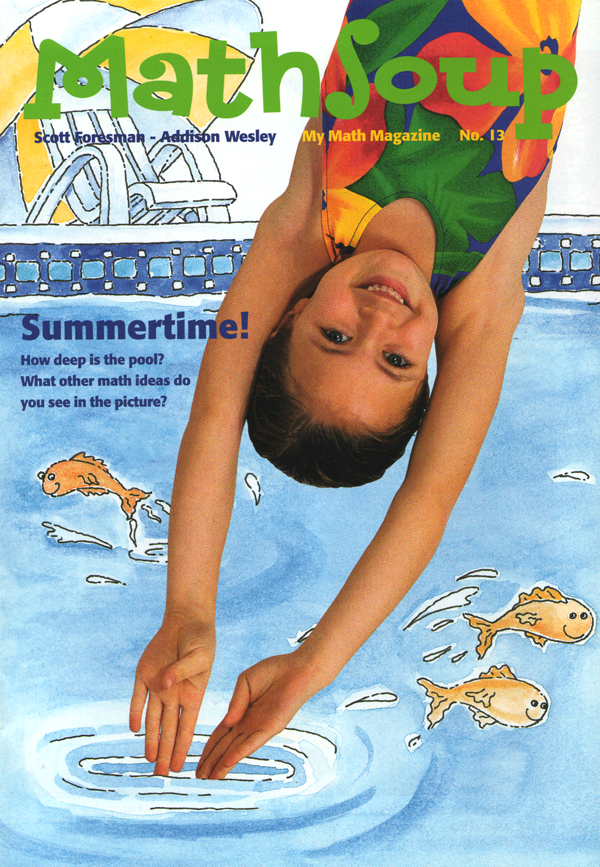 MathSoup
Scott Foresman - Addison Wesley My Math Magazine No. 13
Summertime!
How deep is the pool?
What other math ideas do
you see in the picture?